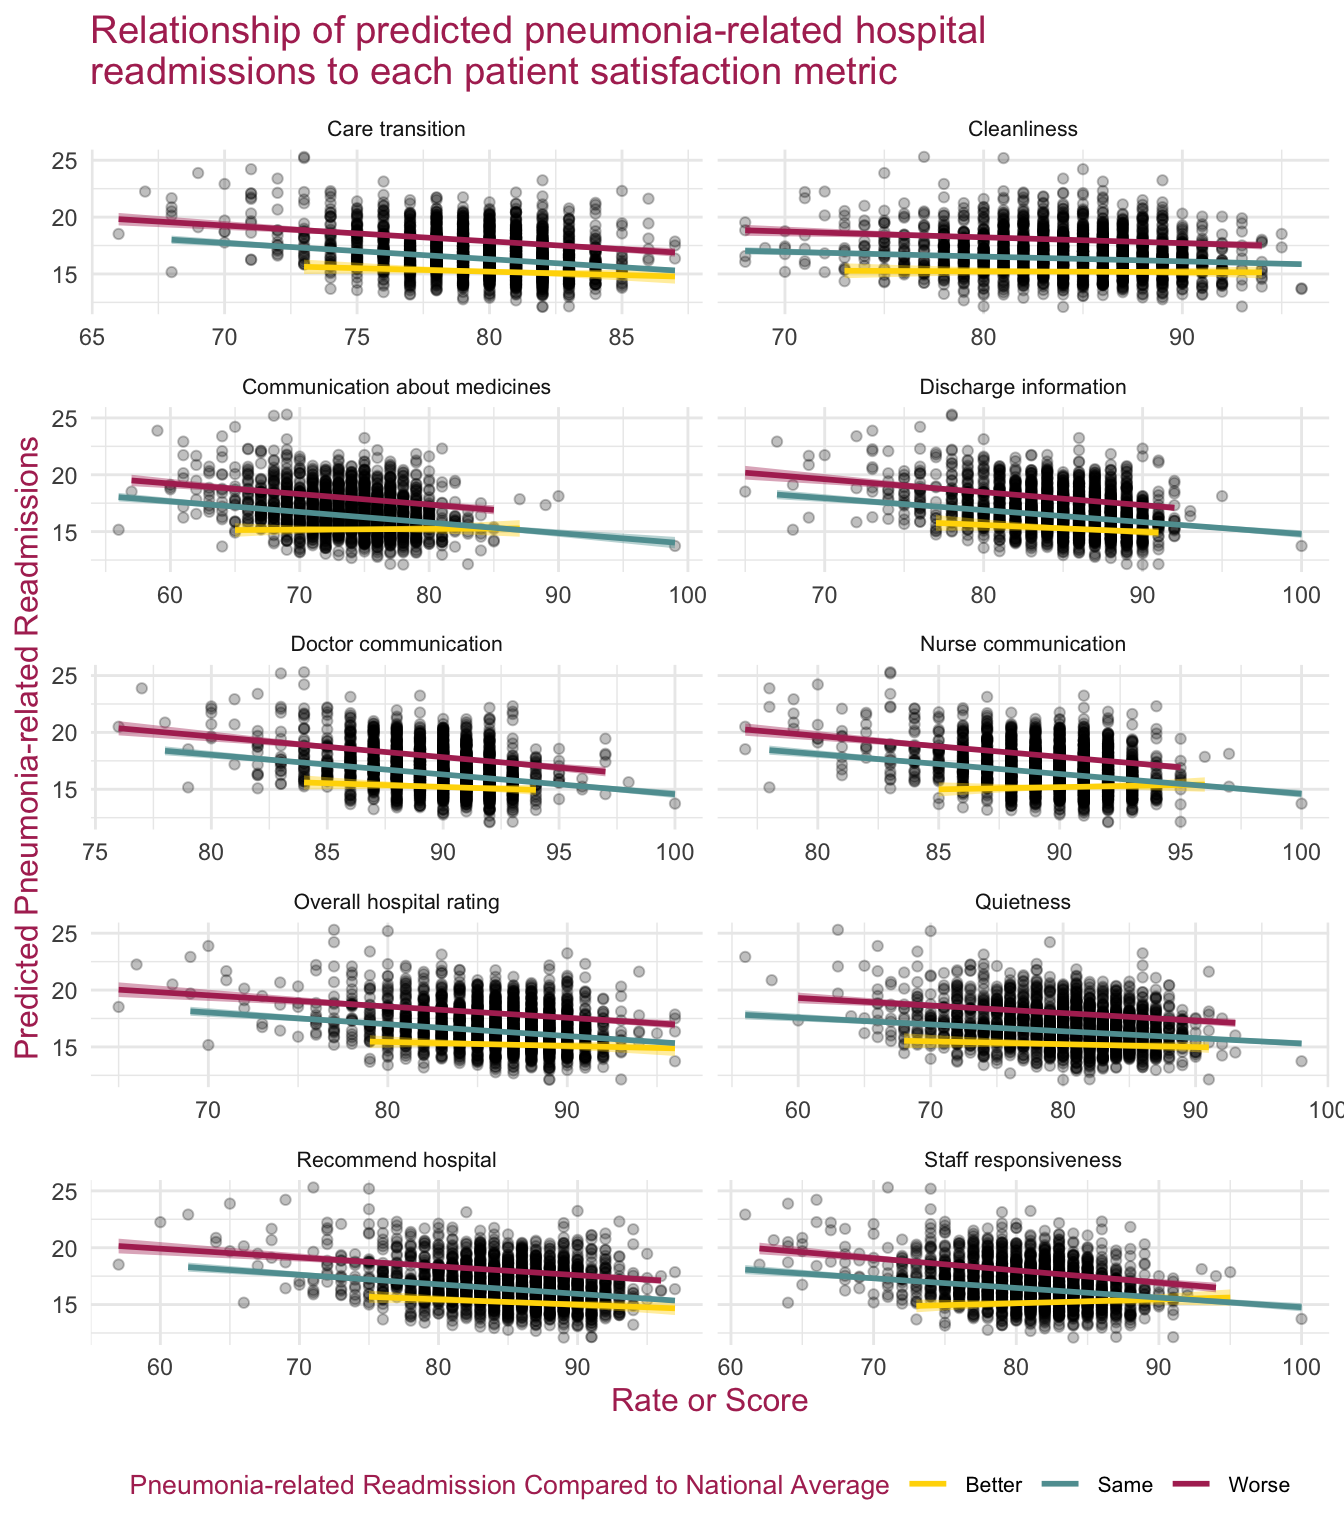 Relationship of predicted pneumonia-related hospital
readmissions to each patient satisfaction metric
Care transition
Cleanliness
25
20
15
65 70 75 80 85
70 80 90
Communication about medicines
Discharge information
25
20
15
60 70 80 90 100
70 80 90 100
Doctor communication
Nurse communication
25
20
15
75 80 85 90 95 100
80 85 90 95 100
Overall hospital rating
Quietness
25
20
15
70 80 90
60 70 80 90 100
Recommend hospital
Staff responsiveness
25
20
15
60 70 80 90
60 70 80 90 100
Predicted Pneumonia-related Readmissions
Rate or Score
Pneumonia-related Readmission Compared to National Average Better Same Worse